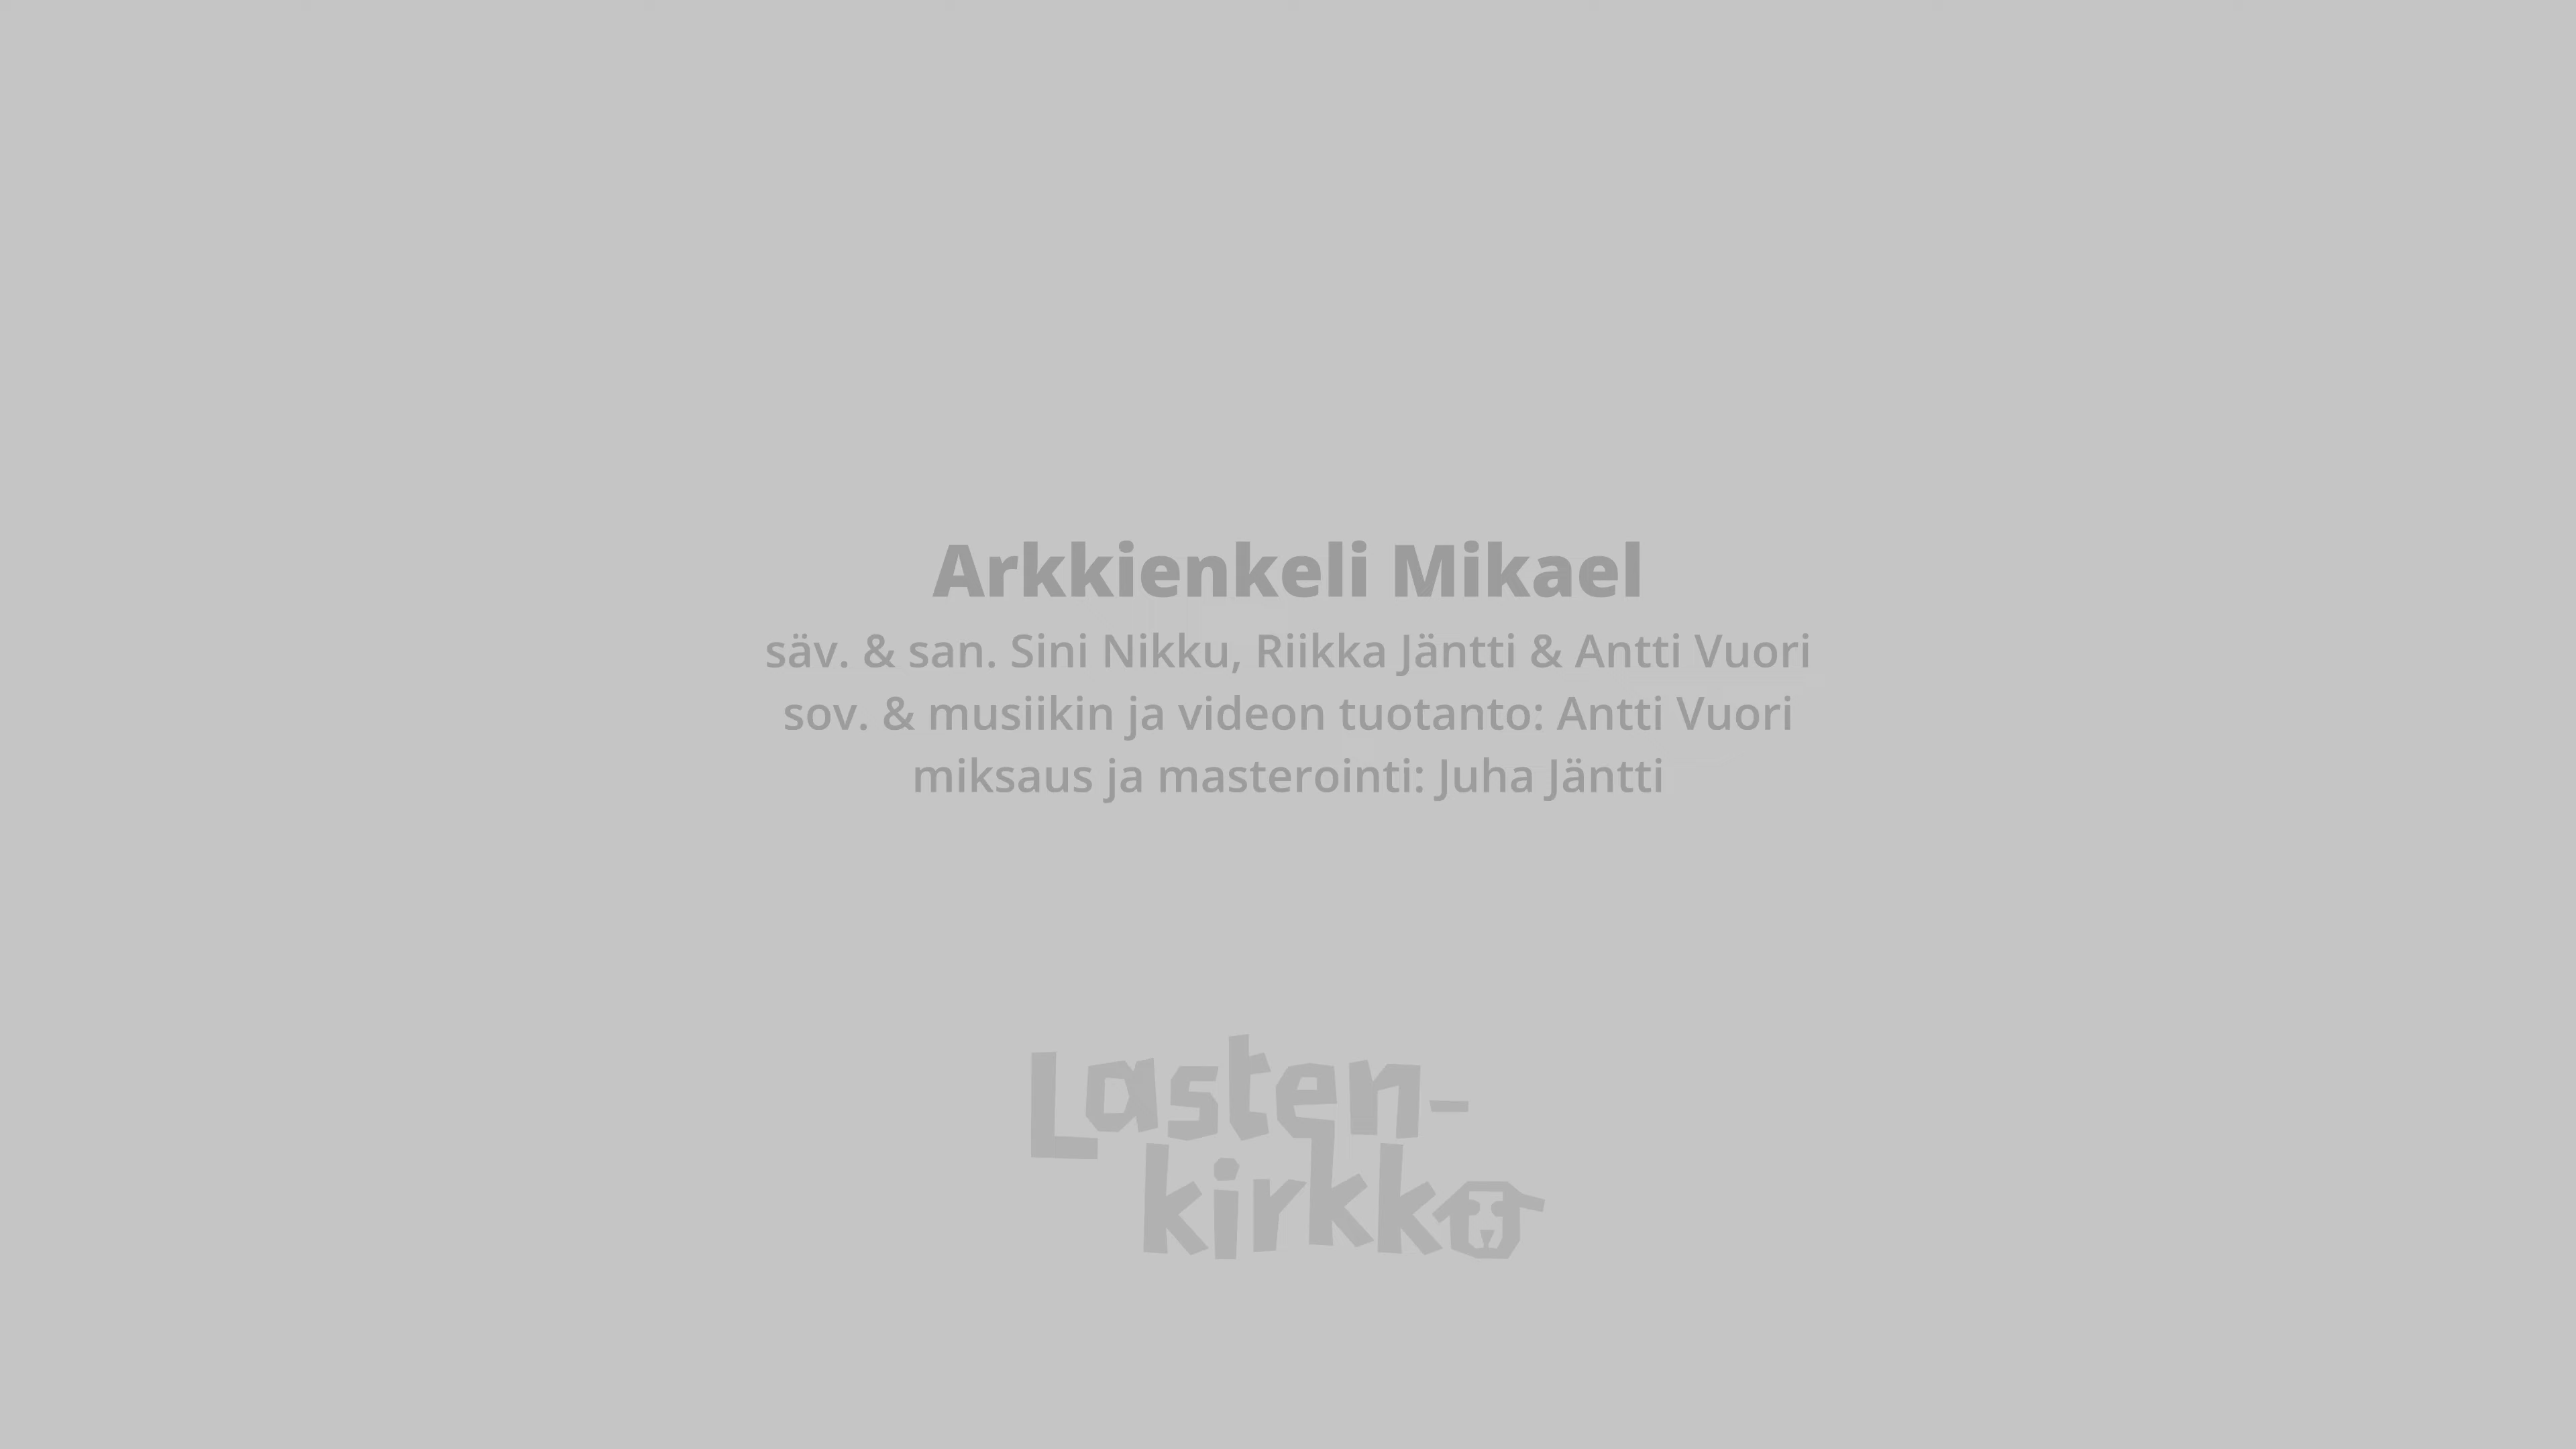 Arkkienkeli Mikael
säv. & san. Sini Nikku, Riikka Jäntti & Antti Vuori
sov. & musiikin ja videon tuotanto: Antti Vuori
miksaus ja masterointi: Juha Jäntti
Lasten-
kirkko